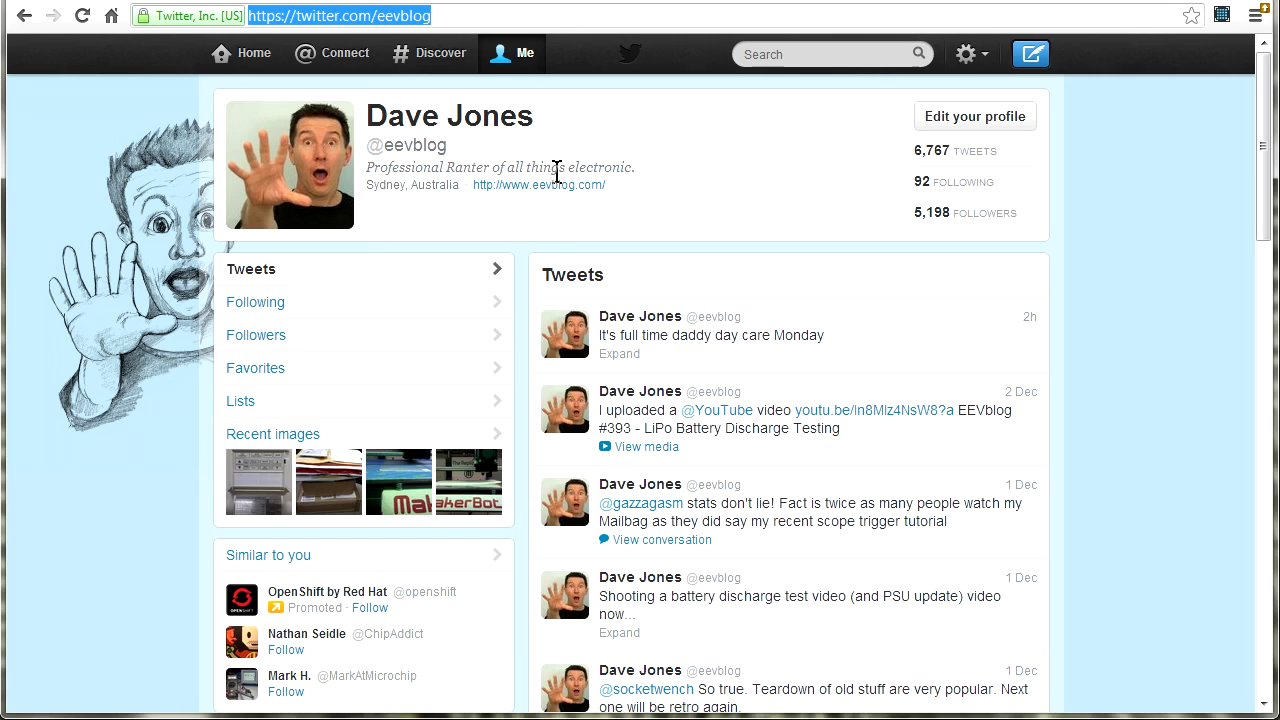 Twitter, Inc. [US] https://twitter.com/eevblog
Home Connect Discover Me Search
Dave Jones
@eevblog
Professional Ranter of all things electronic.
Sydney, Australia · http://www.eevblog.com/
Edit your profile
6,767 TWEETS
92 FOLLOWING
5,198 FOLLOWERS
Tweets
Following
Followers
Favorites
Lists
Recent images
MakerBot
Similar to you
OpenShift by Red Hat @openshift
Promoted · Follow
Nathan Seidle @ChipAddict
Follow
Mark H. @MarkAtMicrochip
Follow
Tweets
Dave Jones @eevblog 2h
It's full time daddy day care Monday
Expand
Dave Jones @eevblog 2 Dec
I uploaded a @YouTube video youtu.be/ln8Mlz4NsW8?a EEVblog
#393 - LiPo Battery Discharge Testing
View media
Dave Jones @eevblog 1 Dec
@gazzagasm stats don't lie! Fact is twice as many people watch my
Mailbag as they did say my recent scope trigger tutorial
View conversation
Dave Jones @eevblog 1 Dec
Shooting a battery discharge test video (and PSU update) video
now...
Expand
Dave Jones @eevblog 1 Dec
@socketwench So true. Teardown of old stuff are very popular. Next
one will be retro again.